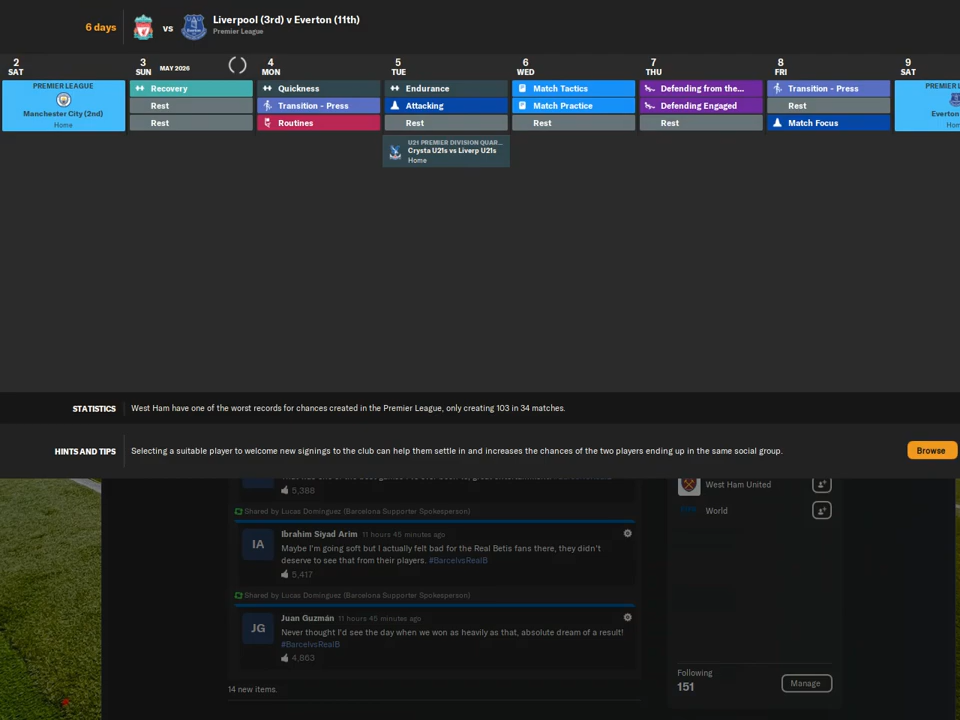 6 days
vs
Liverpool (3rd) v Everton (11th)
Premier League
2
SAT
3
SUN
MAY 2026
4
MON
5
TUE
6
WED
7
THU
8
FRI
9
SAT
PREMIER LEAGUE
Manchester City (2nd)
Home
Recovery
Rest
Rest
Quickness
Transition - Press
Routines
Endurance
Attacking
Rest
U21 PREMIER DIVISION QUAR...
Crysta U21s vs Liverp U21s
Home
Match Tactics
Match Practice
Rest
Defending from the...
Defending Engaged
Rest
Transition - Press
Rest
Match Focus
PREMIER L
Everton
Hom
STATISTICS
West Ham have one of the worst records for chances created in the Premier League, only creating 103 in 34 matches.
HINTS AND TIPS
Selecting a suitable player to welcome new signings to the club can help them settle in and increases the chances of the two players ending up in the same social group.
Browse
5,388
Shared by Lucas Dominguez (Barcelona Supporter Spokesperson)
IA
Ibrahim Siyad Arim 11 hours 45 minutes ago
Maybe I'm going soft but I actually felt bad for the Real Betis fans there, they didn't
deserve to see that from their players. #BarcelvsRealB
5,417
Shared by Lucas Dominguez (Barcelona Supporter Spokesperson)
JG
Juan Guzmán 11 hours 45 minutes ago
Never thought I'd see the day when we won as heavily as that, absolute dream of a result!
#BarcelvsRealB
4,863
14 new items.
West Ham United
World
Following
151
Manage